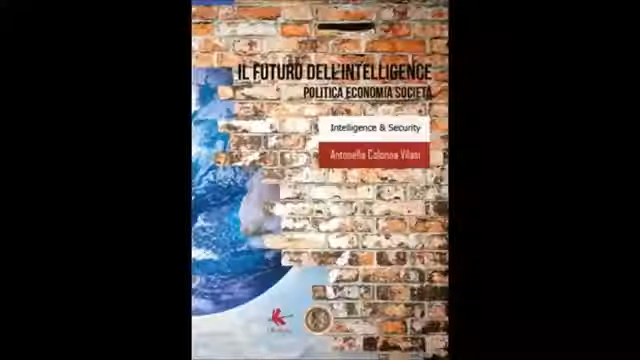 IL FUTURO DELL'INTELLIGENCE
POLITICA ECONOMIA SOCIETÀ
Intelligence & Security
Antonella Colonna Vilasi